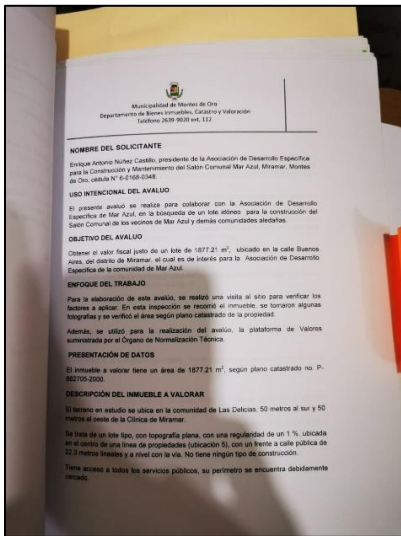 Municipalidad de Montes de Oro
Departamento de Bienes Inmuebles, Catastro y Valoración
Teléfono 2639-9020 ext, 112
NOMBRE DEL SOLICITANTE
Enrique Antonio Núñez Castillo, presidente de la Asociación de Desarrollo Específica
para la Construcción y Mantenimiento del Salón Comunal Mar Azul, Miramar, Montes
de Oro, cédula N° 6-0168-0348.
USO INTENCIONAL DEL AVALUO
El presente avalúo se realiza para colaborar con la Asociación de Desarrollo
Específica de Mar Azul, en la búsqueda de un lote idóneo para la construcción del
Salón Comunal de los vecinos de Mar Azul y demás comunidades aledañas.
OBJETIVO DEL AVALUO
Obtener el valor fiscal justo de un lote de 1877.21 m², ubicado en la calle Buenos
Aires, del distrito de Miramar, el cual es de interés para la Asociación de Desarrollo
Específica de la comunidad de Mar Azul.
ENFOQUE DEL TRABAJO
Para la elaboración de este avalúo, se realizó una visita al sitio para verificar los
factores a aplicar. En esta inspección se recorrió el inmueble, se tomaron algunas
fotografías y se verificó el área según plano catastrado de la propiedad.
Además, se utilizó para la realización del avalúo, la plataforma de Valores
suministrada por el Órgano de Normalización Técnica.
PRESENTACIÓN DE DATOS
El inmueble a valorar tiene un área de 1877.21 m², según plano catastrado no. P-
662705-2000.
DESCRIPCIÓN DEL INMUEBLE A VALORAR
El terreno en estudio se ubica en la comunidad de Las Delicias, 50 metros al sur y 50
metros al oeste de la Clínica de Miramar.
Se trata de un lote tipo, con topografía plana, con una regularidad de un 1 %, ubicada
en el centro de una línea de propiedades (ubicación 5), con un frente a calle pública de
22.3 metros lineales y a nivel con la vía. No tiene ningún tipo de construcción.
Tiene acceso a todos los servicios públicos, su perímetro se encuentra debidamente
cercado.